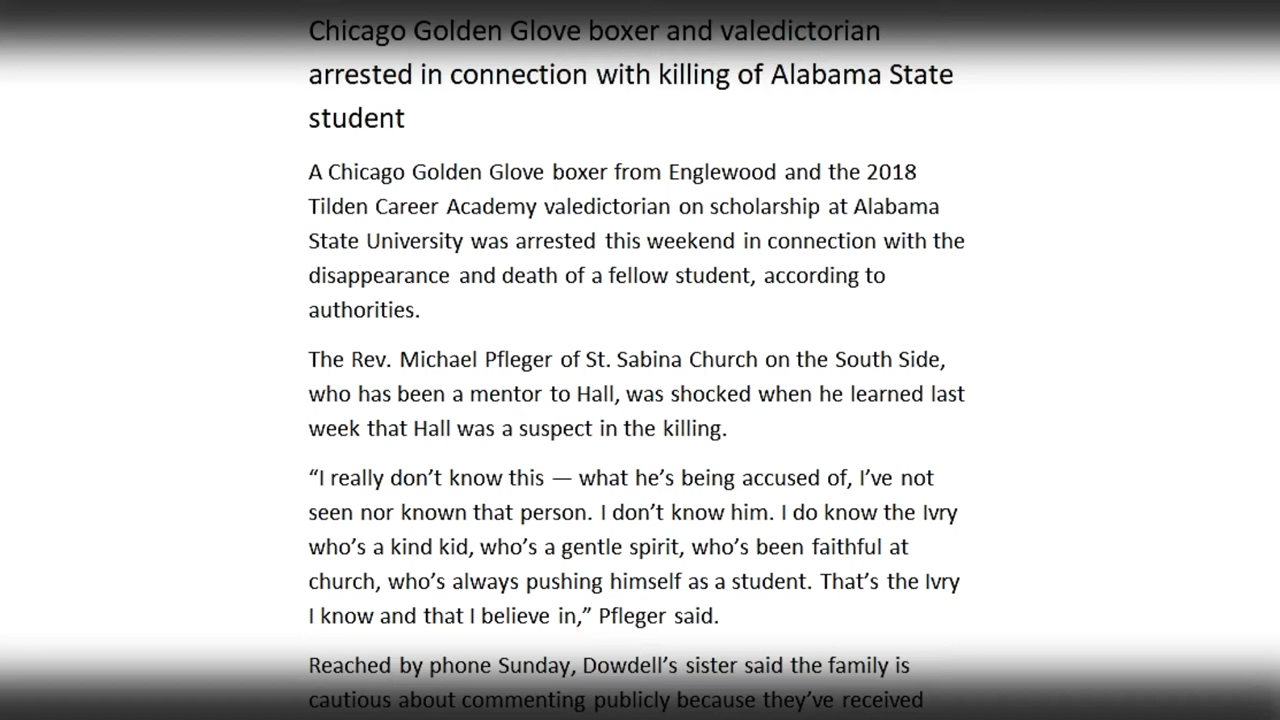 Chicago Golden Glove boxer and valedictorian
arrested in connection with killing of Alabama State
student
A Chicago Golden Glove boxer from Englewood and the 2018
Tilden Career Academy valedictorian on scholarship at Alabama
State University was arrested this weekend in connection with the
disappearance and death of a fellow student, according to
authorities.
The Rev. Michael Pfleger of St. Sabina Church on the South Side,
who has been a mentor to Hall, was shocked when he learned last
week that Hall was a suspect in the killing.
“I really don’t know this — what he’s being accused of, I’ve not
seen nor known that person. I don’t know him. I do know the Ivry
who’s a kind kid, who’s a gentle spirit, who’s been faithful at
church, who’s always pushing himself as a student. That’s the Ivry
I know and that I believe in,” Pfleger said.
Reached by phone Sunday, Dowdell’s sister said the family is
cautious about commenting publicly because they’ve received